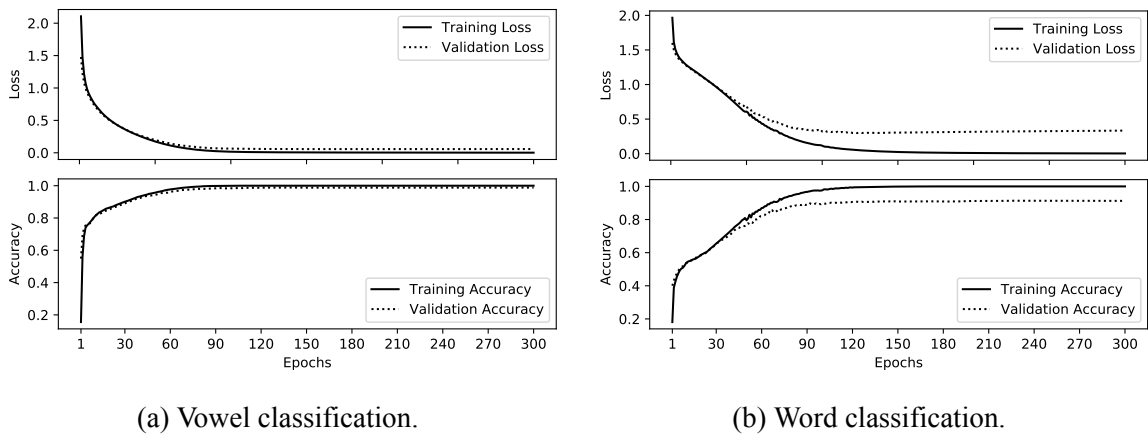 2.0
1.5
1.0
0.5
0.0
Loss
Training Loss
Validation Loss
1.0
0.8
0.6
0.4
0.2
Accuracy
Training Accuracy
Validation Accuracy
1 30 60 90 120 150 180 210 240 270 300
Epochs
(a) Vowel classification.
2.0
1.5
1.0
0.5
0.0
Loss
Training Loss
Validation Loss
1.0
0.8
0.6
0.4
0.2
Accuracy
Training Accuracy
Validation Accuracy
1 30 60 90 120 150 180 210 240 270 300
Epochs
(b) Word classification.